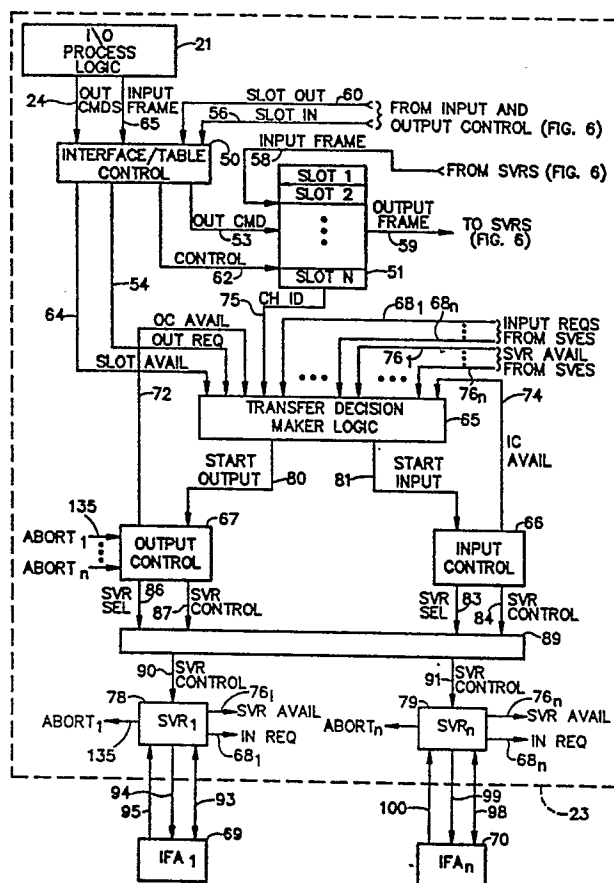 I\O
PROCESS
LOGIC
21
24
OUT
CMDS
INPUT
FRAME
65
SLOT OUT
60
56
SLOT IN
FROM INPUT AND
OUTPUT CONTROL (FIG. 6)
INTERFACE/TABLE
CONTROL
50
INPUT FRAME
58
FROM SVRS (FIG. 6)
SLOT 1
SLOT 2
OUT CMD
53
OUTPUT
FRAME
59
TO SVRS
(FIG. 6)
CONTROL
62
SLOT N
51
54
64
75
CH ID
OC AVAIL
OUT REQ
SLOT AVAIL
72
68₁
68n
76₁
76n
INPUT REQS
FROM SVES
SVR AVAIL
FROM SVES
74
TRANSFER DECISION
MAKER LOGIC
65
IC
AVAIL
START
OUTPUT
80
81
START
INPUT
135
ABORT₁
ABORTn
67
OUTPUT
CONTROL
66
INPUT
CONTROL
SVR
SEL
86
87
SVR
CONTROL
SVR
SEL
83
84
SVR
CONTROL
89
90
SVR
CONTROL
91
SVR
CONTROL
78
SVR₁
76i
SVR AVAIL
ABORT₁
135
IN REQ
68₁
79
SVRn
76n
SVR AVAIL
ABORTn
IN REQ
68n
94
95
93
100
99
98
23
IFA₁
69
IFAn
70